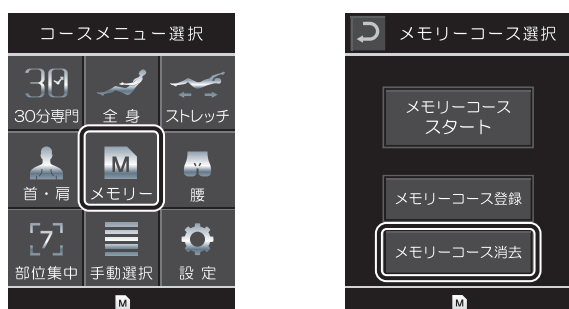 コースメニュー選択
30
30分専門
全 身
ストレッチ
首・肩
M
メモリー
腰
7
部位集中
手動選択
設 定
M
メモリーコース選択
メモリーコース
スタート
メモリーコース登録
メモリーコース消去
M